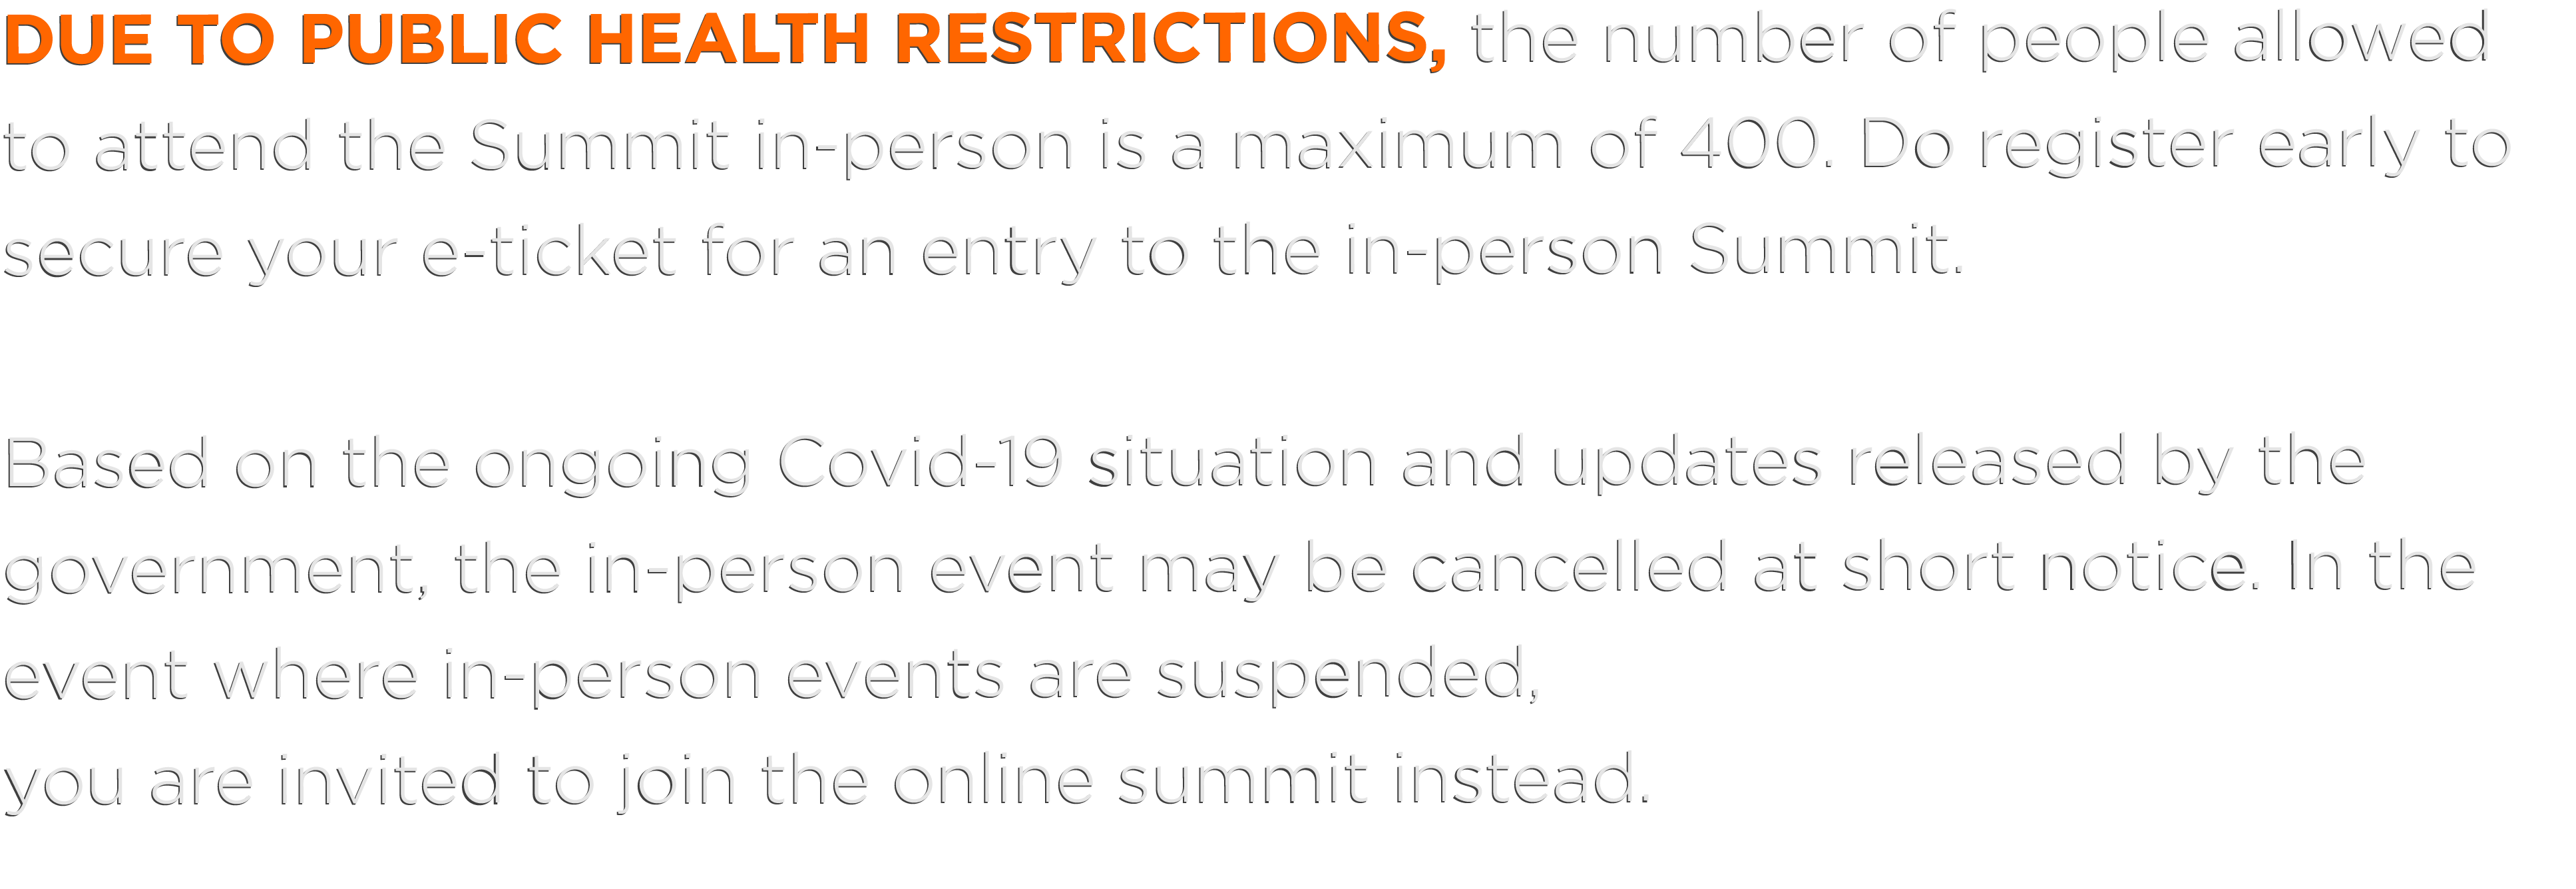 DUE TO PUBLIC HEALTH RESTRICTIONS, the number of people allowed
to attend the Summit in-person is a maximum of 400. Do register early to
secure your e-ticket for an entry to the in-person Summit.
Based on the ongoing Covid-19 situation and updates released by the
government, the in-person event may be cancelled at short notice. In the
event where in-person events are suspended,
you are invited to join the online summit instead.